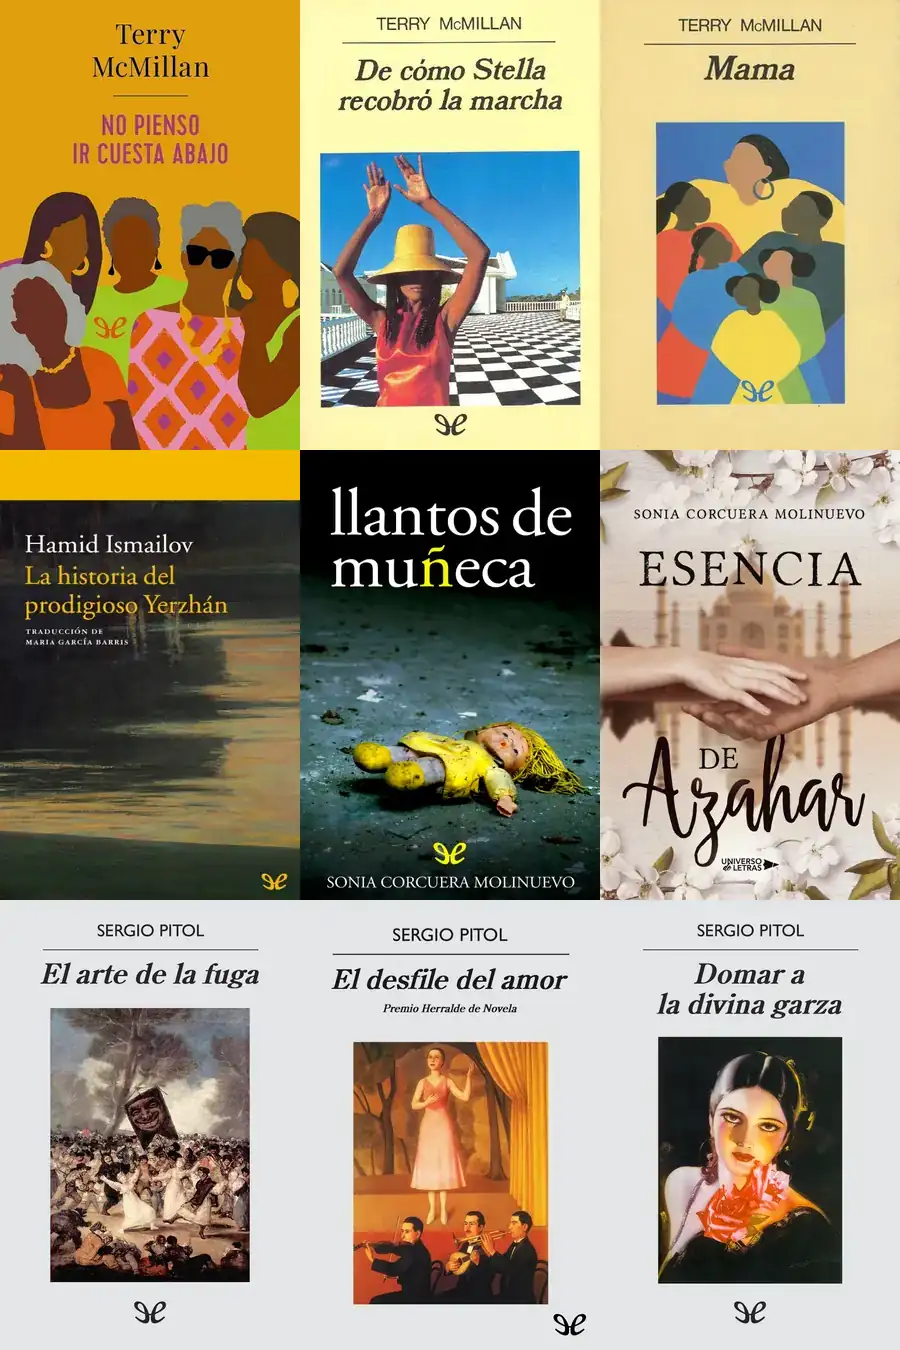 Terry
McMillan
NO PIENSO
IR CUESTA ABAJO
TERRY McMILLAN
De cómo Stella
recobró la marcha
TERRY McMILLAN
Mama
Hamid Ismailov
La historia del
prodigioso Yerzhán
TRADUCCIÓN DE
MARIA GARCÍA BARRIS
llantos de
muñeca
SONIA CORCUERA MOLINUEVO
SONIA CORCUERA MOLINUEVO
ESENCIA
DE
Azahar
UNIVERSO
de LETRAS
SERGIO PITOL
El arte de la fuga
SERGIO PITOL
El desfile del amor
Premio Herralde de Novela
SERGIO PITOL
Domar a
la divina garza